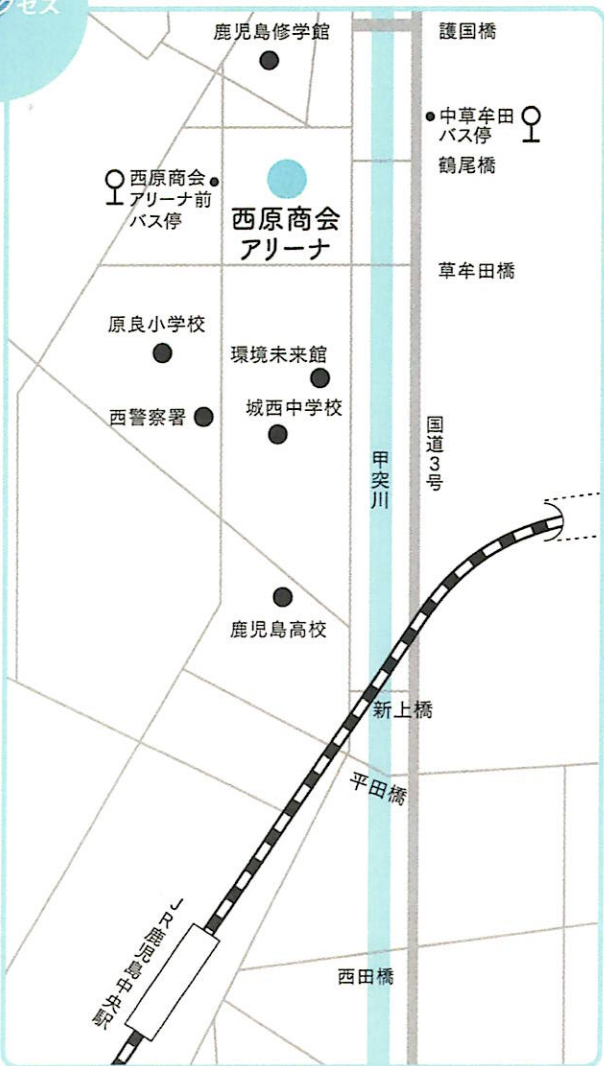 クセス
鹿児島修学館
護国橋
中草牟田
バス停
鶴尾橋
西原商会
アリーナ前
バス停
西原商会
アリーナ
草牟田橋
原良小学校
環境未来館
西警察署
城西中学校
国道3号
甲突川
鹿児島高校
新上橋
平田橋
JR鹿児島中央駅
西田橋